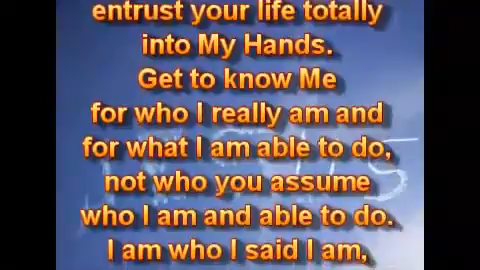 entrust your life totally
into My Hands.
Get to know Me
for who I really am and
for what I am able to do,
not who you assume
who I am and able to do.
I am who I said I am,